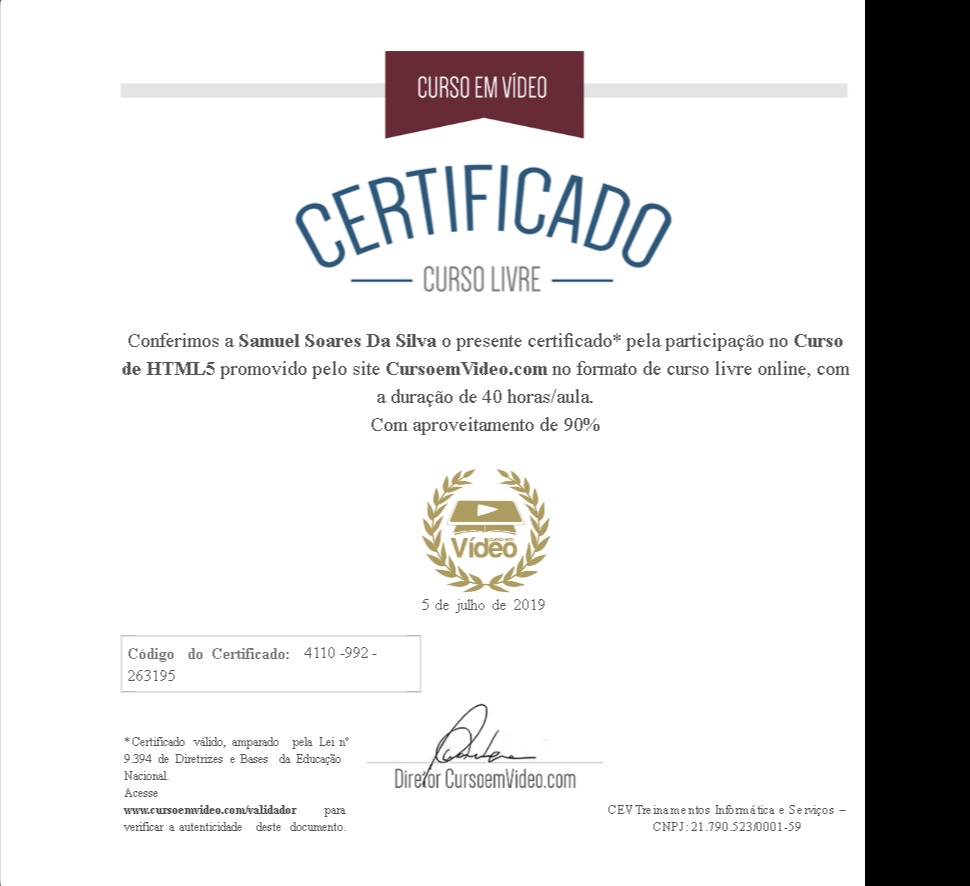 CURSO EM VÍDEO
CERTIFICADO
CURSO LIVRE
Conferimos a Samuel Soares Da Silva o presente certificado* pela participação no Curso
de HTML5 promovido pelo site CursoemVideo.com no formato de curso livre online, com
a duração de 40 horas/aula.
Com aproveitamento de 90%
curso em
Vídeo
5 de julho de 2019
Código do Certificado: 4110 -992 -
263195
*Certificado válido, amparado pela Lei nº
9.394 de Diretrizes e Bases da Educação
Nacional.
Acesse
www.cursoemvideo.com/validador para
verificar a autenticidade deste documento.
Diretor CursoemVideo.com
CEV Treinamentos Informática e Serviços –
CNPJ: 21.790.523/0001-59